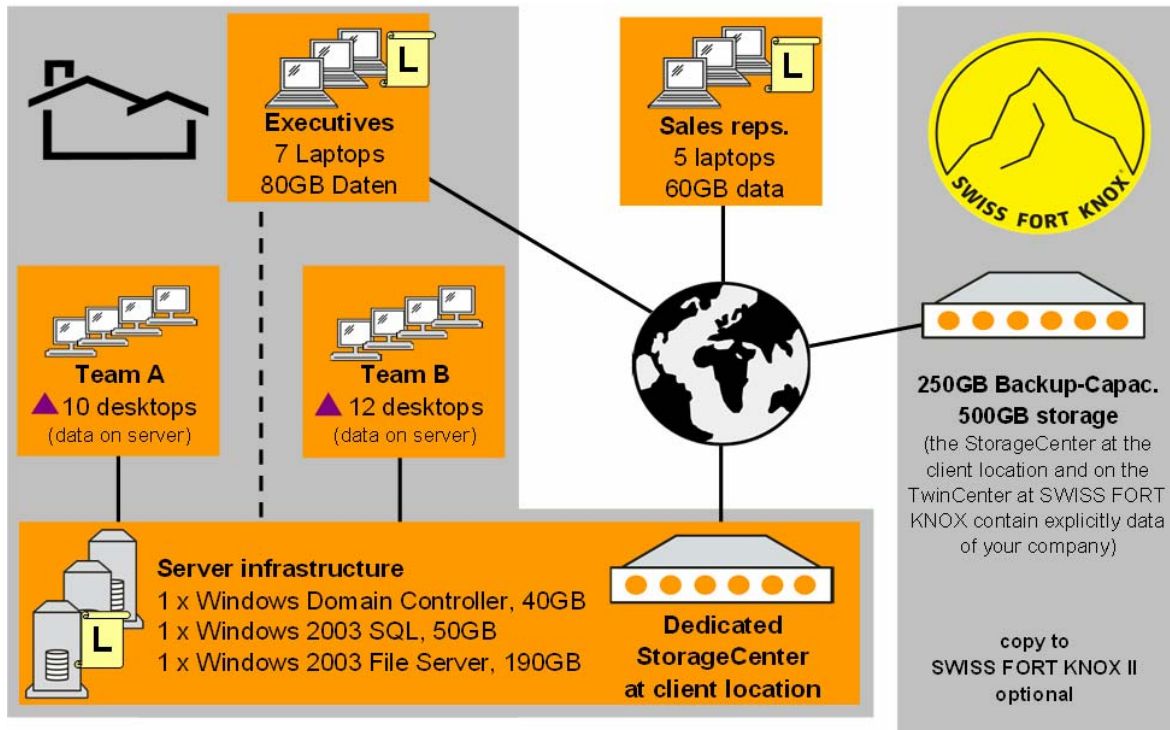 L
Executives
7 Laptops
80GB Daten
L
Sales reps.
5 laptops
60GB data
SWISS FORT KNOX
Team A
10 desktops
(data on server)
Team B
12 desktops
(data on server)
250GB Backup-Capac.
500GB storage
(the StorageCenter at the
client location and on the
TwinCenter at SWISS FORT
KNOX contain explicitly data
of your company)
L
Server infrastructure
1 x Windows Domain Controller, 40GB
1 x Windows 2003 SQL, 50GB
1 x Windows 2003 File Server, 190GB
Dedicated
StorageCenter
at client location
copy to
SWISS FORT KNOX II
optional